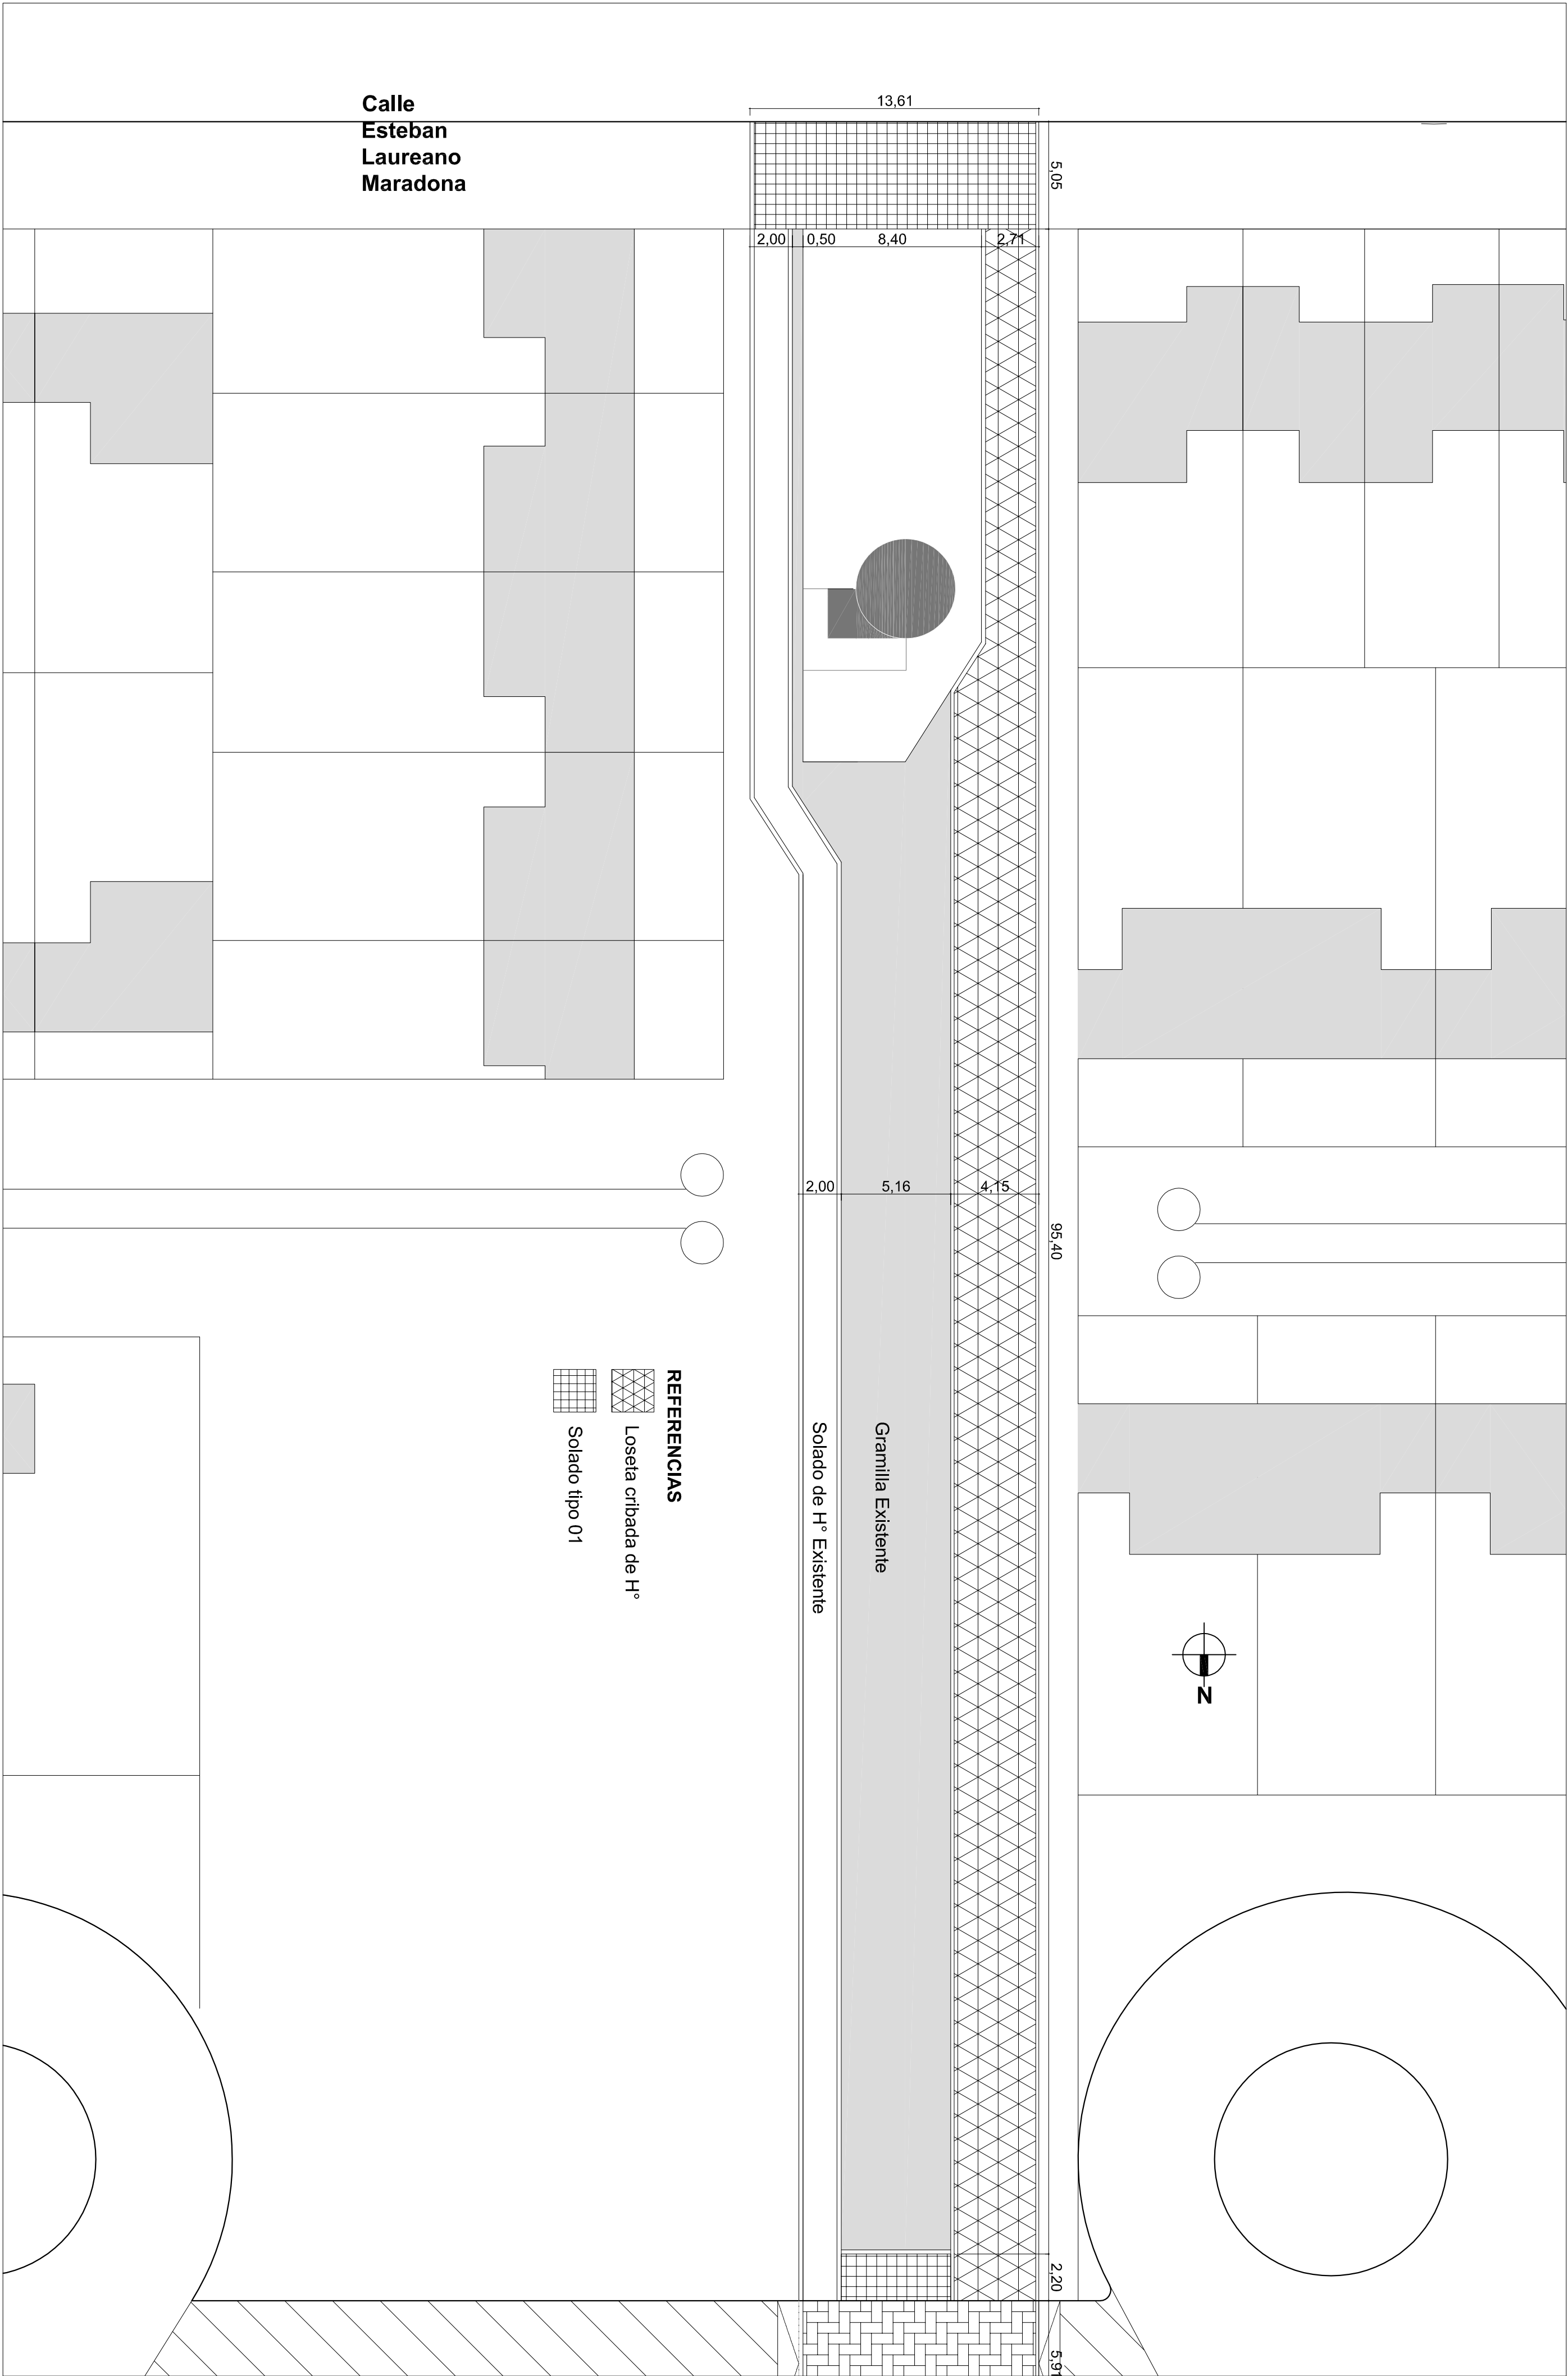 Calle
Esteban
Laureano
Maradona
13,61
5,05
2,00
0,50
8,40
2,71
2,00
5,16
4,15
95,40
REFERENCIAS
Loseta cribada de H°
Solado tipo 01
Solado de H° Existente
Gramilla Existente
N
2,20
5,91